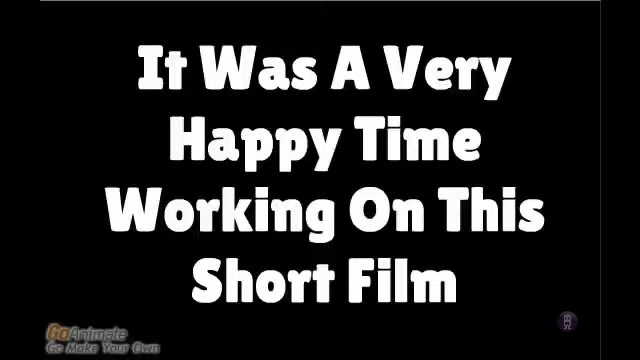 It Was A Very
Happy Time
Working On This
Short Film
GoAnimate
Go Make Your Own